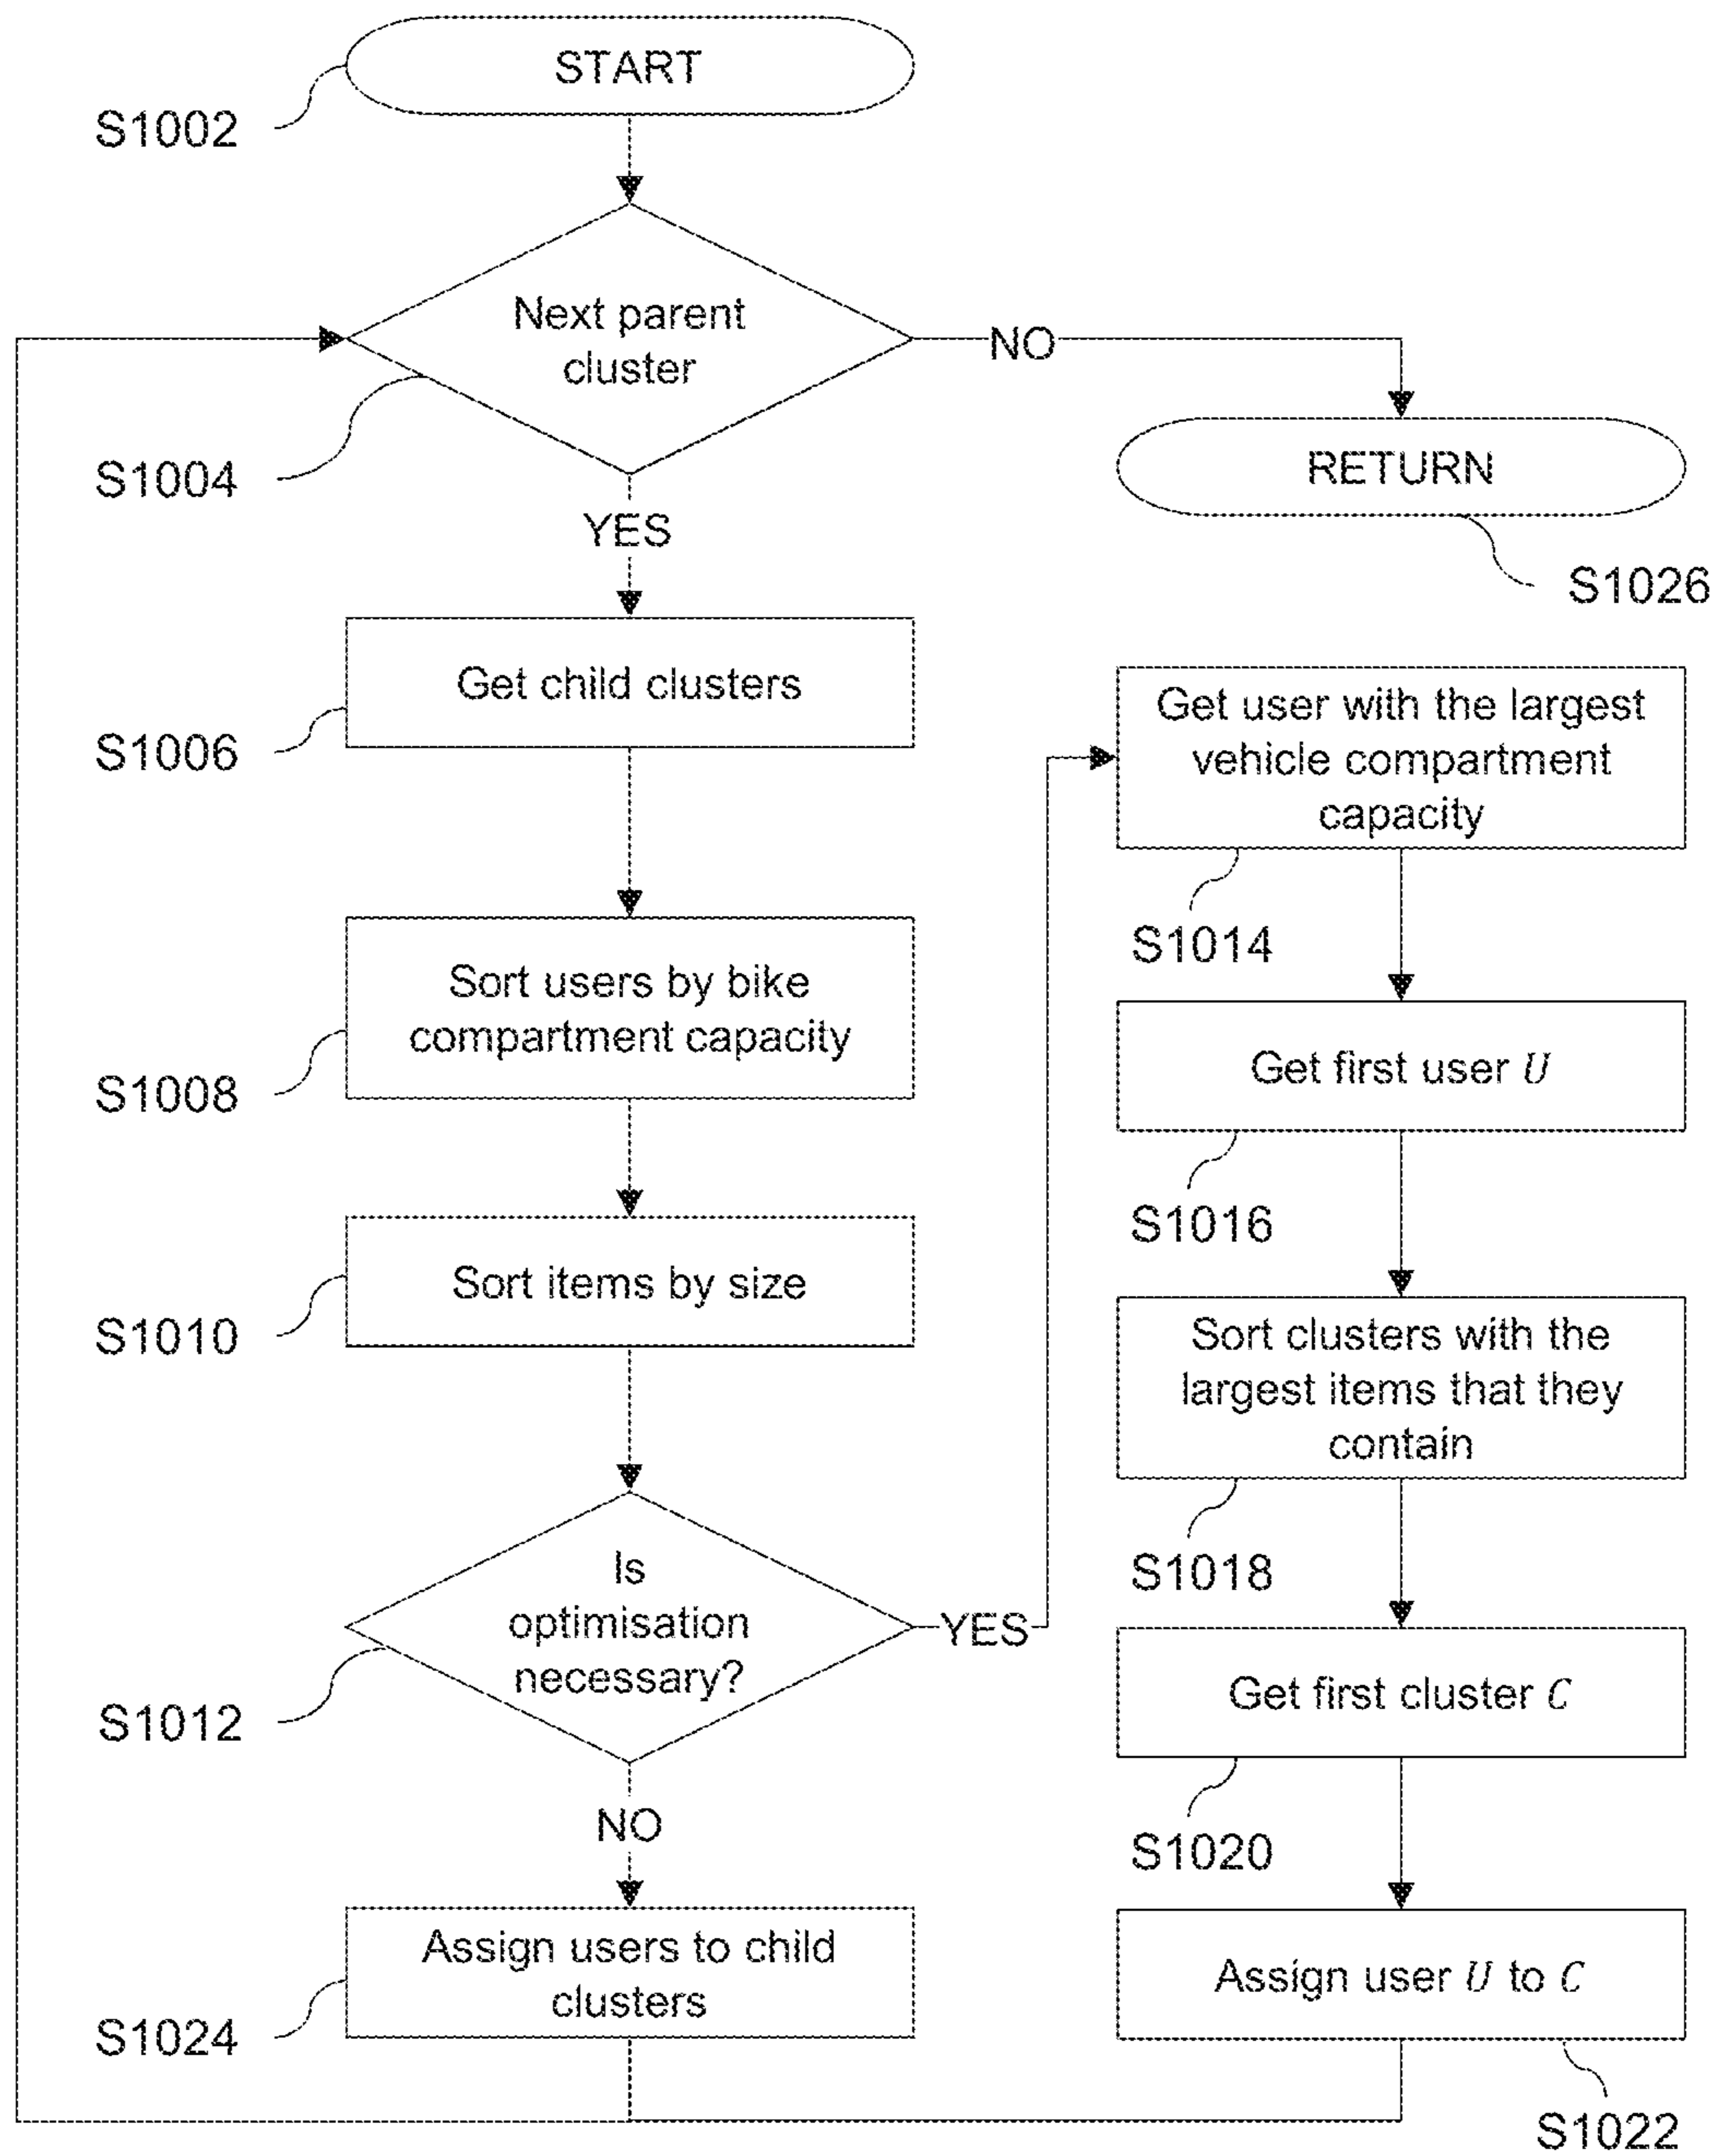 START
S1002
Next parent
cluster
NO
S1004
RETURN
YES
S1026
Get child clusters
S1006
Get user with the largest
vehicle compartment
capacity
S1014
Sort users by bike
compartment capacity
S1008
Get first user U
S1016
Sort items by size
S1010
Sort clusters with the
largest items that they
contain
S1018
Is
optimisation
necessary?
YES
S1012
Get first cluster C
S1020
NO
Assign users to child
clusters
S1024
Assign user U to C
S1022